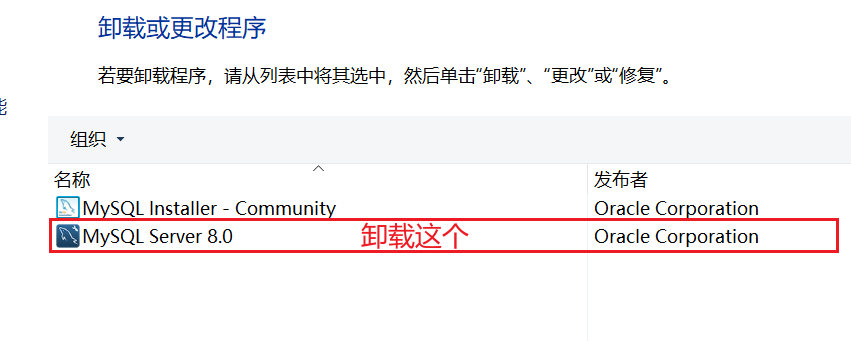 卸载或更改程序
若要卸载程序，请从列表中将其选中，然后单击“卸载”、“更改”或“修复”。
能
组织
名称 发布者
MySQL Installer - Community Oracle Corporation
MySQL Server 8.0 卸载这个 Oracle Corporation